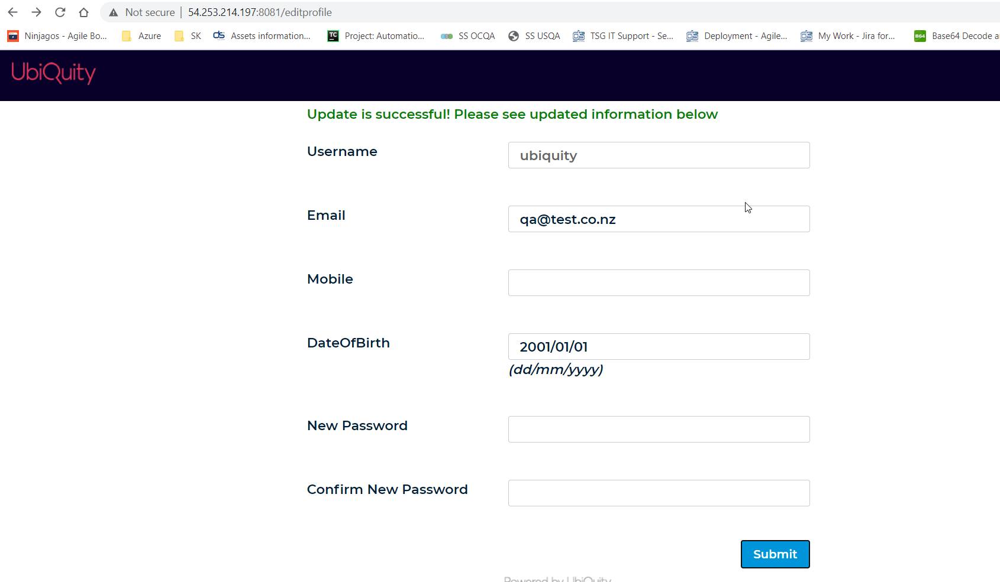 Not secure | 54.253.214.197:8081/editprofile
Ninjagos - Agile Bo... Azure SK Assets information... TC Project: Automatio... SS OCQA SS USQA TSG IT Support - Se... Deployment - Agile... My Work - Jira for... B64 Base64 Decode a
UbiQuity
Update is successful! Please see updated information below
Username
ubiquity
Email
qa@test.co.nz
Mobile
DateOfBirth
2001/01/01
(dd/mm/yyyy)
New Password
Confirm New Password
Submit
Powered by UbiQuity